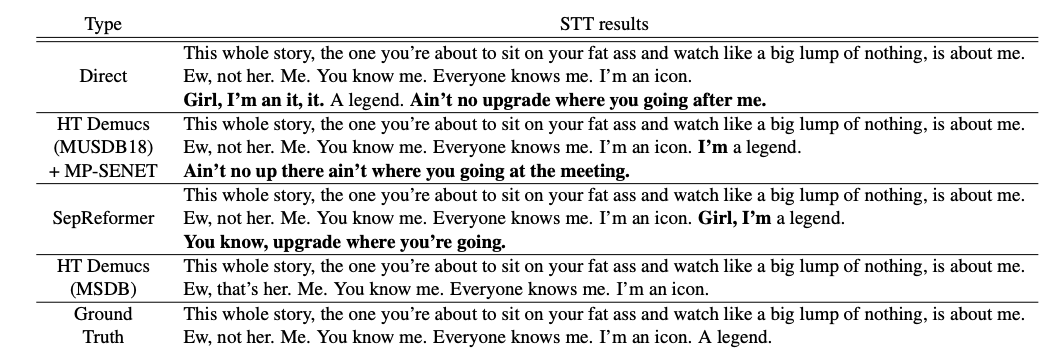 Type STT results
This whole story, the one you're about to sit on your fat ass and watch like a big lump of nothing, is about me.
Direct Ew, not her. Me. You know me. Everyone knows me. I'm an icon.
Girl, I'm an it, it. A legend. Ain't no upgrade where you going after me.
HT Demucs This whole story, the one you're about to sit on your fat ass and watch like a big lump of nothing, is about me.
(MUSDB18) Ew, not her. Me. You know me. Everyone knows me. I'm an icon. I'm a legend.
+ MP-SENET Ain't no up there ain't where you going at the meeting.
This whole story, the one you're about to sit on your fat ass and watch like a big lump of nothing, is about me.
SepReformer Ew, not her. Me. You know me. Everyone knows me. I'm an icon. Girl, I'm a legend.
You know, upgrade where you're going.
HT Demucs This whole story, the one you're about to sit on your fat ass and watch like a big lump of nothing, is about me.
(MSDB) Ew, that's her. Me. You know me. Everyone knows me. I'm an icon.
Ground This whole story, the one you're about to sit on your fat ass and watch like a big lump of nothing, is about me.
Truth Ew, not her. Me. You know me. Everyone knows me. I'm an icon. A legend.